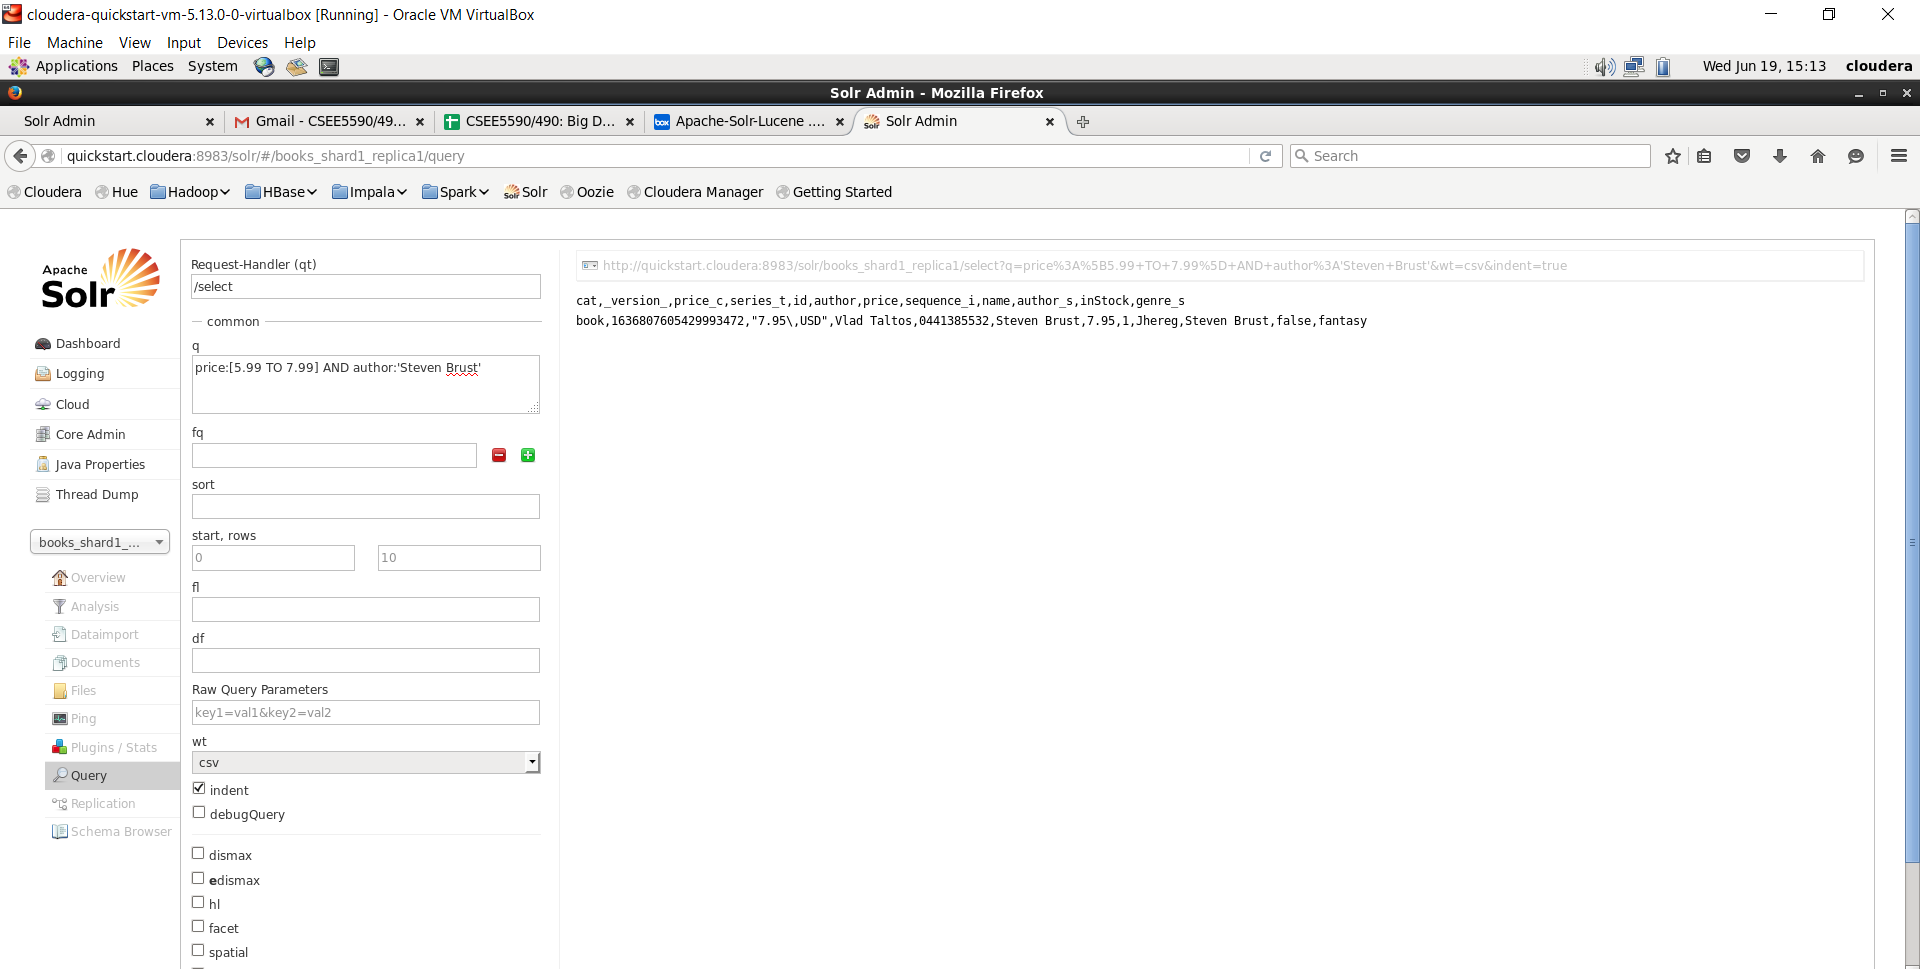 cloudera-quickstart-vm-5.13.0-0-virtualbox [Running] - Oracle VM VirtualBox
File Machine View Input Devices Help
Applications Places System Wed Jun 19, 15:13 cloudera
Solr Admin - Mozilla Firefox
Solr Admin Gmail - CSEE5590/49... CSEE5590/490: Big D... Apache-Solr-Lucene .... Solr Admin
quickstart.cloudera:8983/solr/#/books_shard1_replica1/query Search
Cloudera Hue Hadoop HBase Impala Spark Solr Oozie Cloudera Manager Getting Started
Apache
Solr
Dashboard
Logging
Cloud
Core Admin
Java Properties
Thread Dump
books_shard1_...
Overview
Analysis
Dataimport
Documents
Files
Ping
Plugins / Stats
Query
Replication
Schema Browser
Request-Handler (qt)
/select
common
q
price:[5.99 TO 7.99] AND author:'Steven Brust'
fq
sort
start, rows
0 10
fl
df
Raw Query Parameters
key1=val1&key2=val2
wt
csv
indent
debugQuery
dismax
edismax
hl
facet
spatial
http://quickstart.cloudera:8983/solr/books_shard1_replica1/select?q=price%3A%5B5.99+TO+7.99%5D+AND+author%3A'Steven+Brust'&wt=csv&indent=true
cat,_version_,price_c,series_t,id,author,price,sequence_i,name,author_s,inStock,genre_s
book,1636807605429993472,"7.95\,USD",Vlad Taltos,0441385532,Steven Brust,7.95,1,Jhereg,Steven Brust,false,fantasy